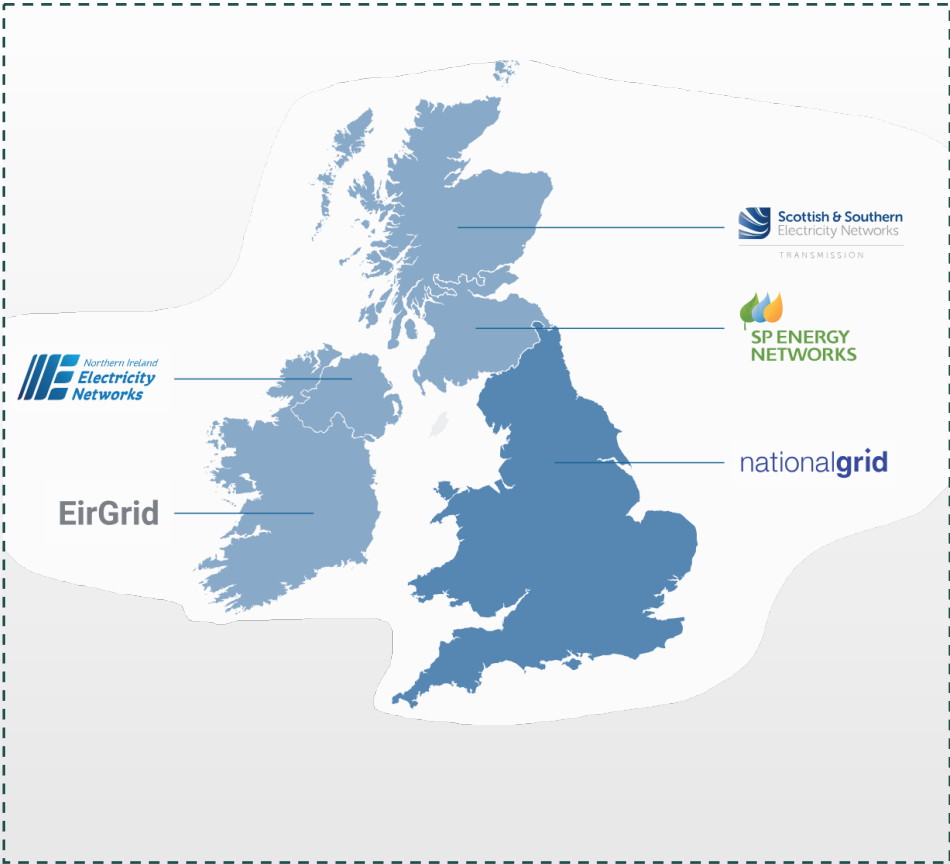 Scottish & Southern
Electricity Networks
TRANSMISSION
SP ENERGY
NETWORKS
Northern Ireland
Electricity
Networks
nationalgrid
EirGrid